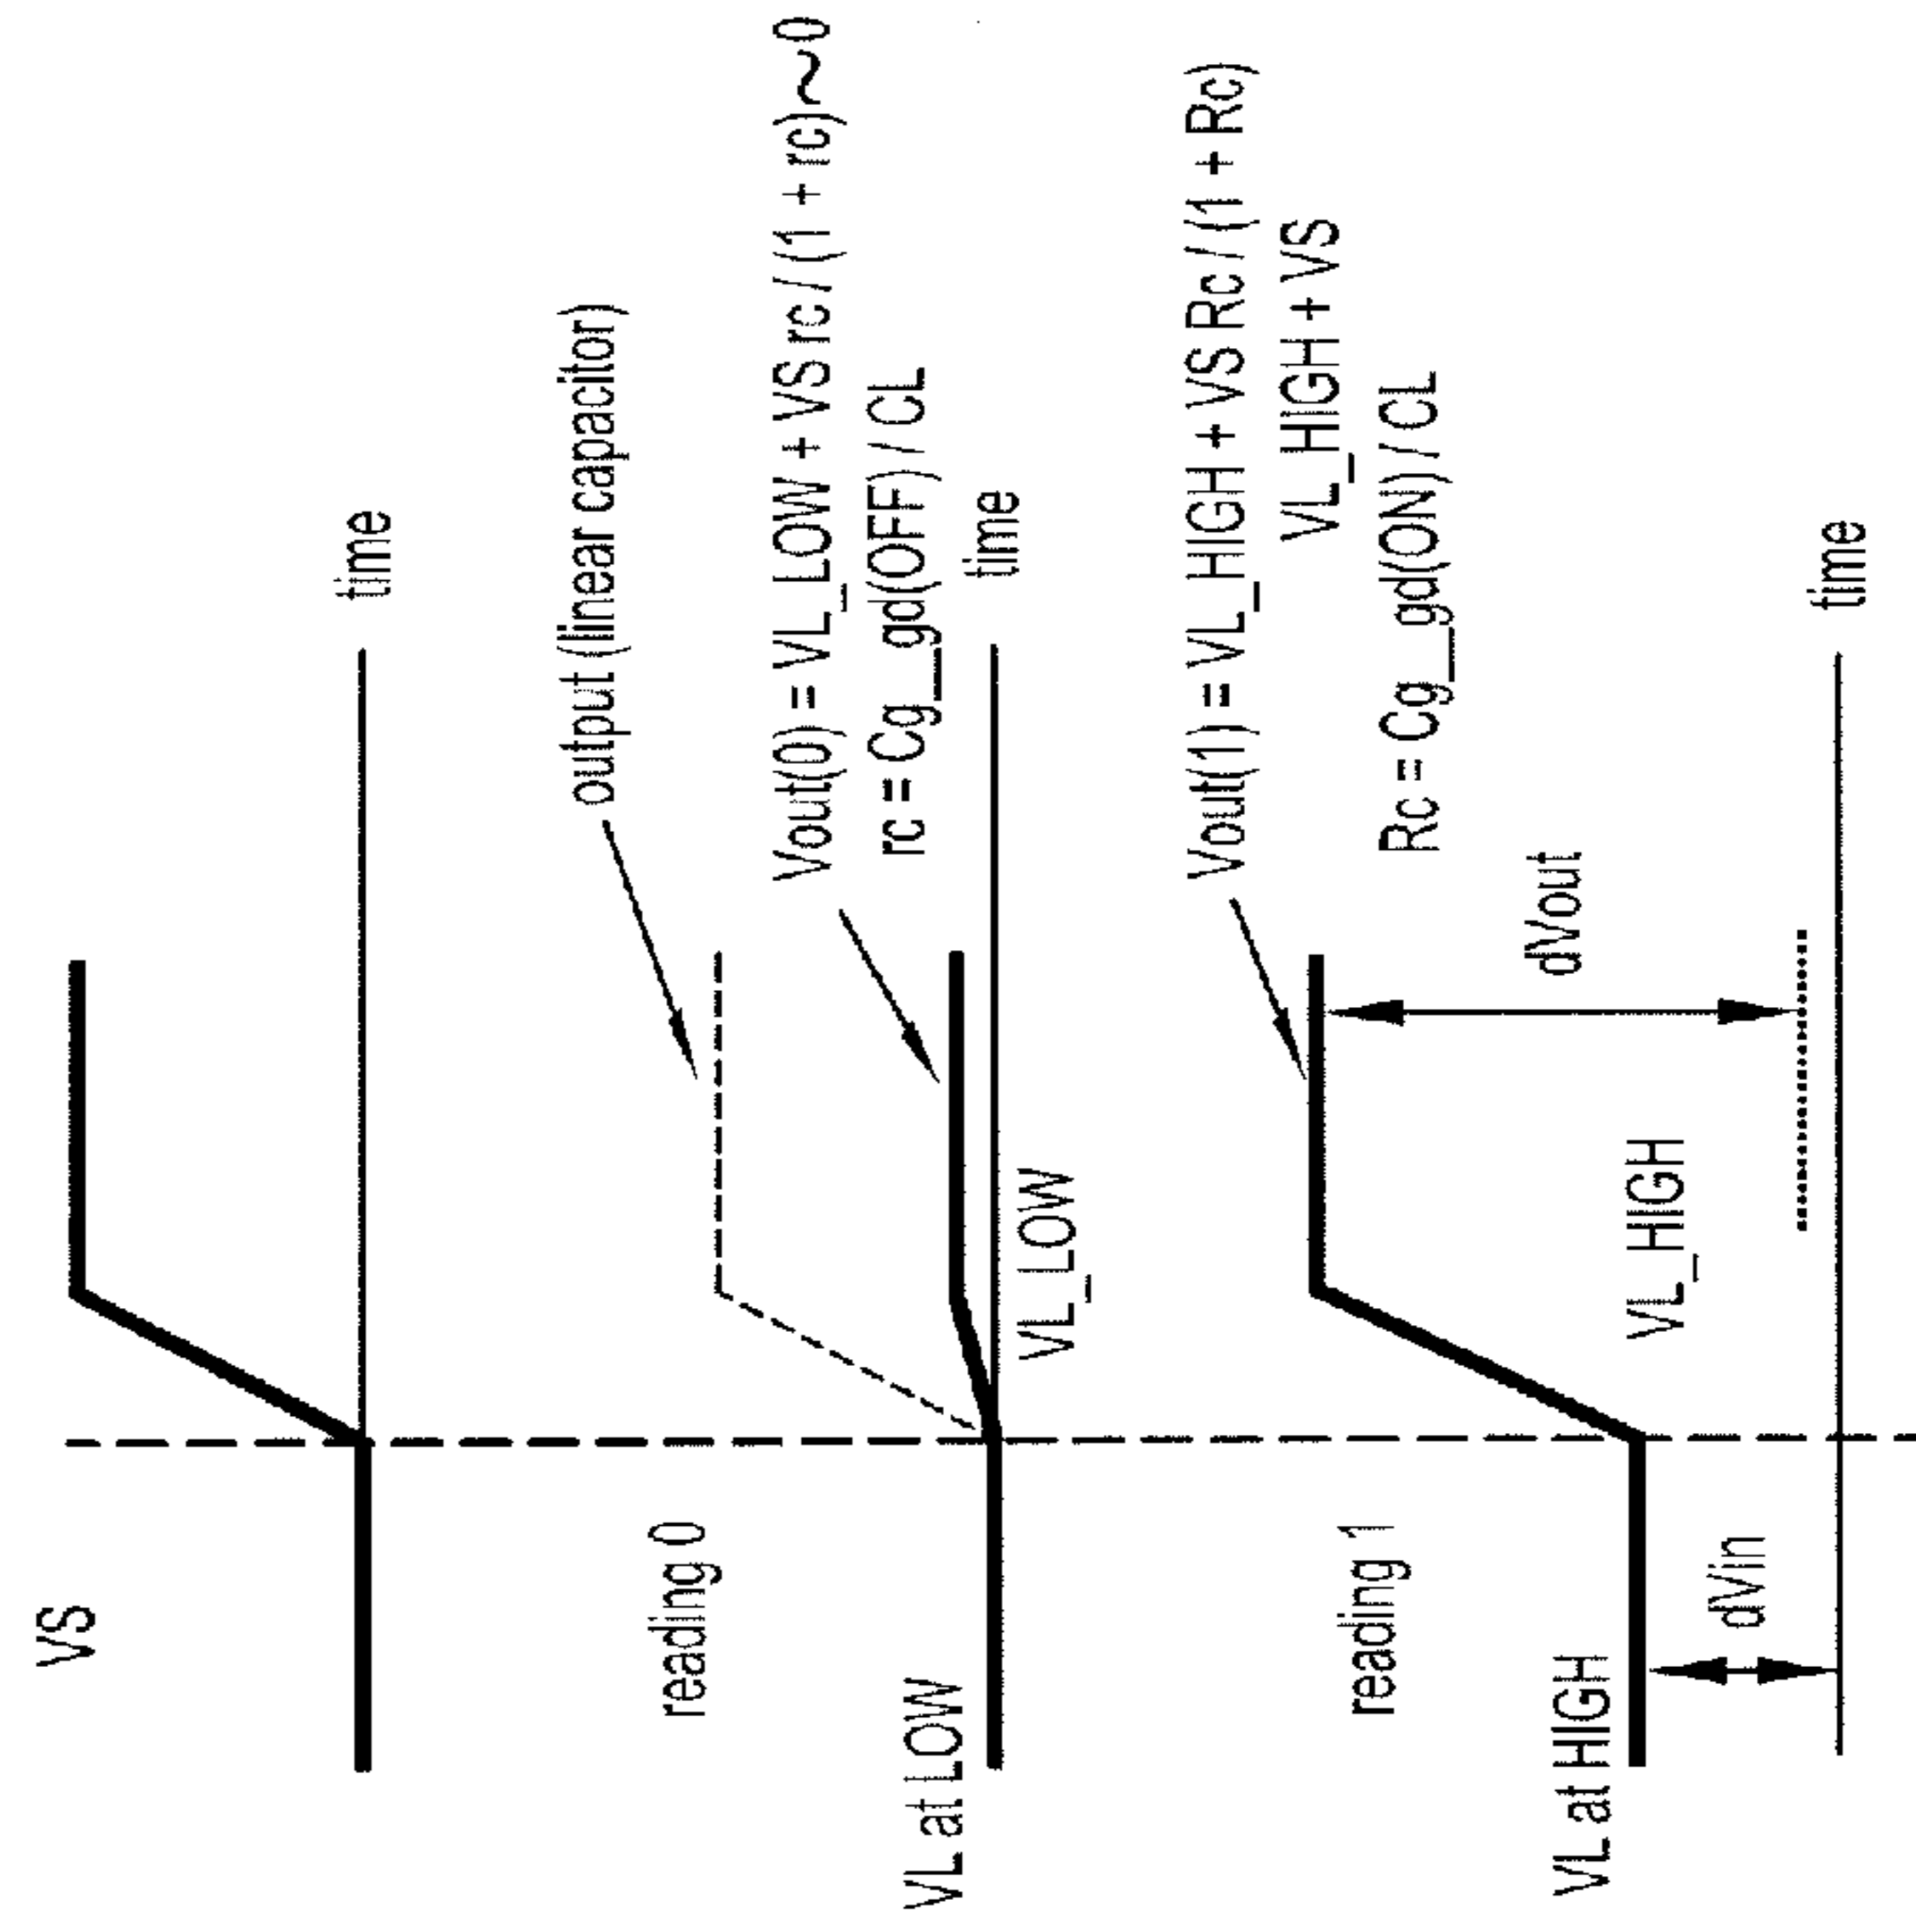 VS
time
output (linear capacitor)
reading 0
Vout(0) = VL_LOW + VS rc / (1 + rc)~0
rc = Cg_gd(OFF) / CL
VL at LOW
time
VL_LOW
Vout(1) = VL_HIGH + VS Rc / (1 + Rc)
VL_HIGH + VS
reading 1
Rc = Cg_gd(ON) / CL
dVout
VL at HIGH
VL_HIGH
dVin
time